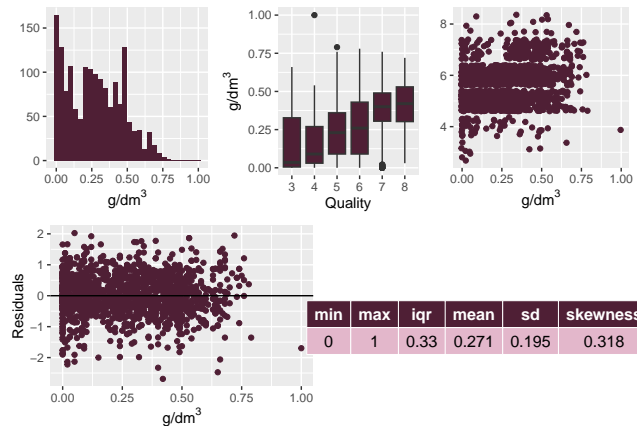 150
100
50
0
0.00 0.25 0.50 0.75 1.00
g/dm³
g/dm³
1.00
0.75
0.50
0.25
0.00
3 4 5 6 7 8
Quality
8
6
4
0.00 0.25 0.50 0.75 1.00
g/dm³
Residuals
2
1
0
-1
-2
0.00 0.25 0.50 0.75 1.00
g/dm³
min max iqr mean sd skewness
0 1 0.33 0.271 0.195 0.318